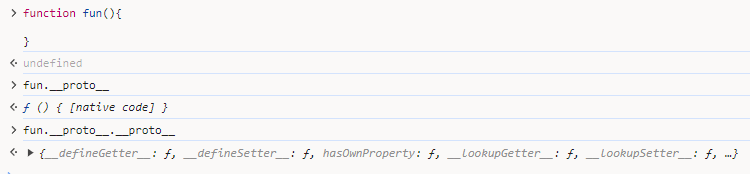 > function fun(){
}
<· undefined
> fun.__proto__
<· ƒ () { [native code] }
> fun.__proto__.__proto__
<· ▶ {__defineGetter__: ƒ, __defineSetter__: ƒ, hasOwnProperty: ƒ, __lookupGetter__: ƒ, __lookupSetter__: ƒ, …}